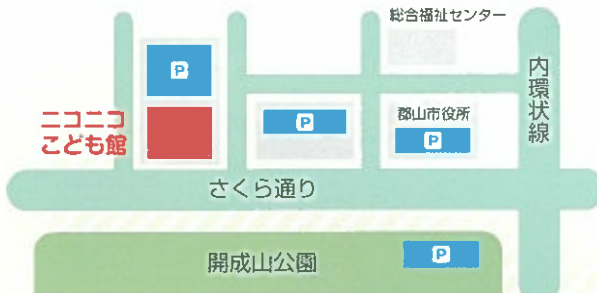 総合福祉センター
P
内環状線
ニコニコ
こども館
P
郡山市役所
P
さくら通り
開成山公園
P